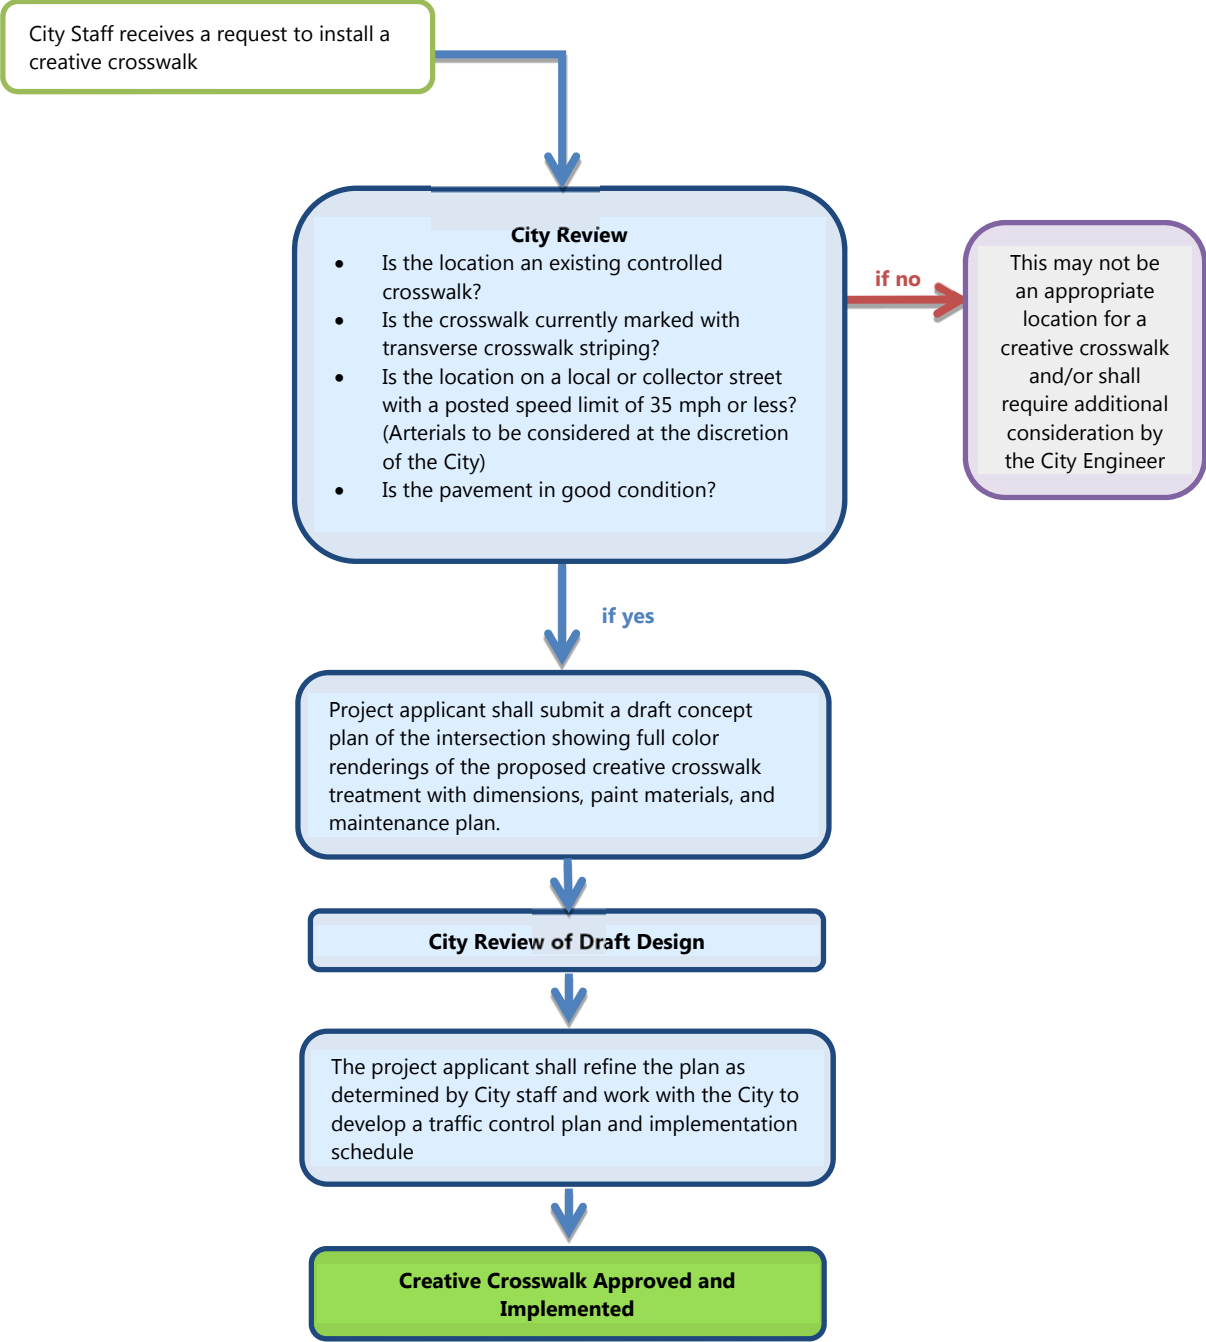 City Staff receives a request to install a
creative crosswalk
City Review
• Is the location an existing controlled
crosswalk?
• Is the crosswalk currently marked with
transverse crosswalk striping?
• Is the location on a local or collector street
with a posted speed limit of 35 mph or less?
(Arterials to be considered at the discretion
of the City)
• Is the pavement in good condition?
if no
This may not be
an appropriate
location for a
creative crosswalk
and/or shall
require additional
consideration by
the City Engineer
if yes
Project applicant shall submit a draft concept
plan of the intersection showing full color
renderings of the proposed creative crosswalk
treatment with dimensions, paint materials, and
maintenance plan.
City Review of Draft Design
The project applicant shall refine the plan as
determined by City staff and work with the City to
develop a traffic control plan and implementation
schedule
Creative Crosswalk Approved and
Implemented